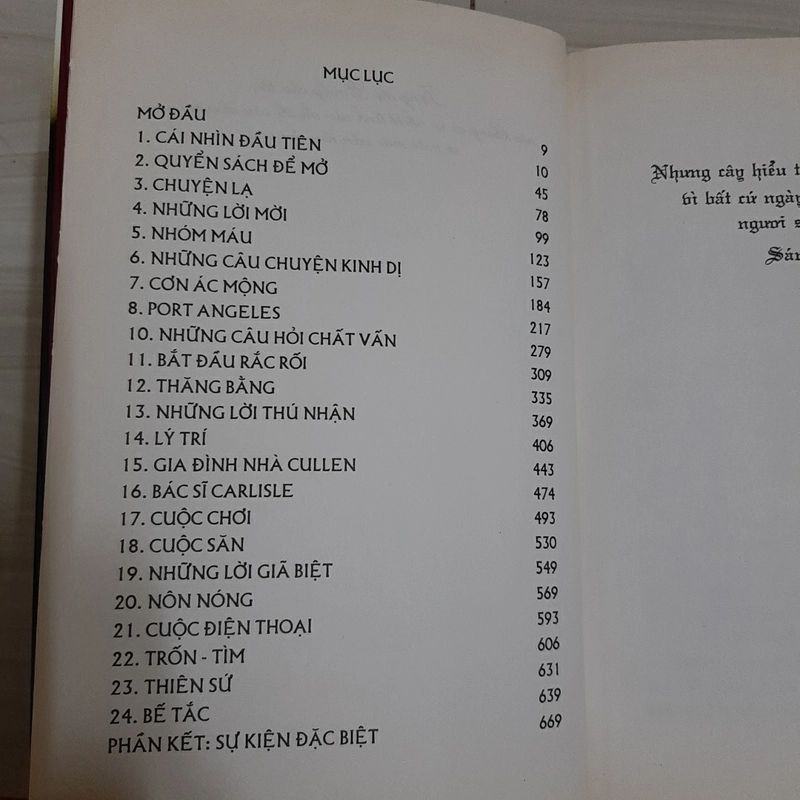 MỤC LỤC
MỞ ĐẦU 9
1. CÁI NHÌN ĐẦU TIÊN 10
2. QUYỂN SÁCH ĐỂ MỞ 45
3. CHUYỆN LẠ 78
4. NHỮNG LỜI MỜI 99
5. NHÓM MÁU 123
6. NHỮNG CÂU CHUYỆN KINH DỊ 157
7. CƠN ÁC MỘNG 184
8. PORT ANGELES 217
10. NHỮNG CÂU HỎI CHẤT VẤN 279
11. BẮT ĐẦU RẮC RỐI 309
12. THĂNG BẰNG 335
13. NHỮNG LỜI THÚ NHẬN 369
14. LÝ TRÍ 406
15. GIA ĐÌNH NHÀ CULLEN 443
16. BÁC SĨ CARLISLE 474
17. CUỘC CHƠI 493
18. CUỘC SĂN 530
19. NHỮNG LỜI GIÃ BIỆT 549
20. NÔN NÓNG 569
21. CUỘC ĐIỆN THOẠI 593
22. TRỐN - TÌM 606
23. THIÊN SỨ 631
24. BẾ TẮC 639
PHẦN KẾT: SỰ KIỆN ĐẶC BIỆT 669
Nhưng cây hiểu t
vì bất cứ ngày
ngươi s
Sán